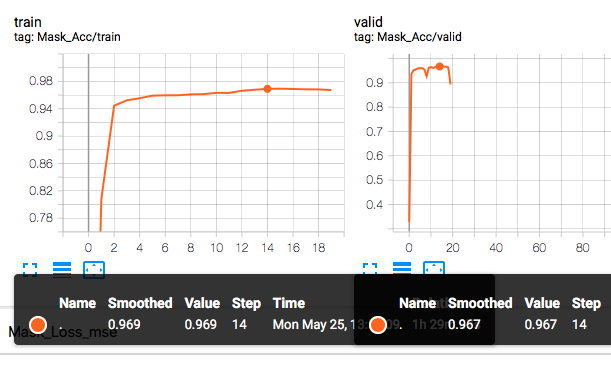 train
tag: Mask_Acc/train
0.98
0.94
0.9
0.86
0.82
0.78
0 2 4 6 8 10 12 14 16 18
valid
tag: Mask_Acc/valid
0.9
0.8
0.7
0.6
0.5
0.4
0 20 40 60 80
Name Smoothed Value Step Time
. 0.969 0.969 14 Mon May 25, 13 09 1h 29
Name Smoothed Value Step
. 0.967 0.967 14
Mask_Loss_mse